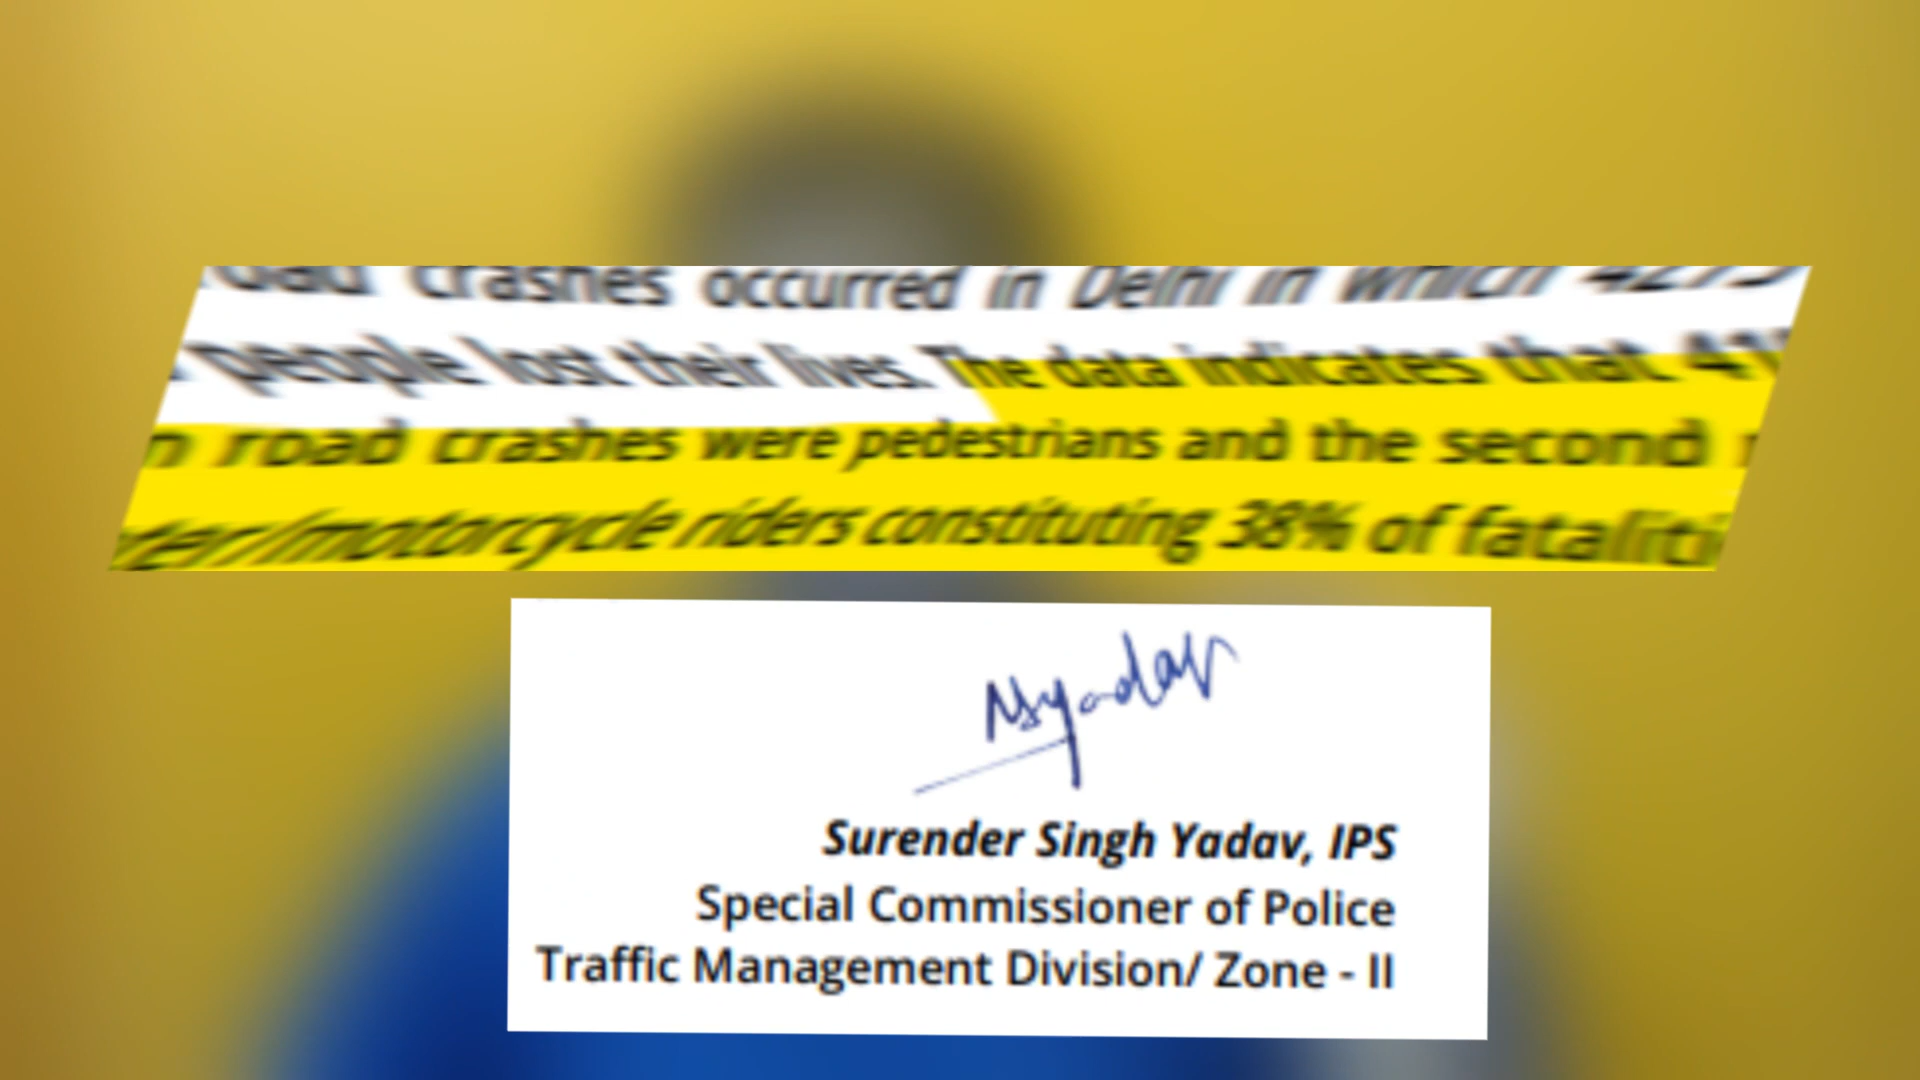 crashes occurred in Delhi in which
people lost their lives. The data indicates that
road crashes were pedestrians and the second
motorcycle riders constituting 38% of
Nsyadav
Surender Singh Yadav, IPS
Special Commissioner of Police
Traffic Management Division/ Zone - II